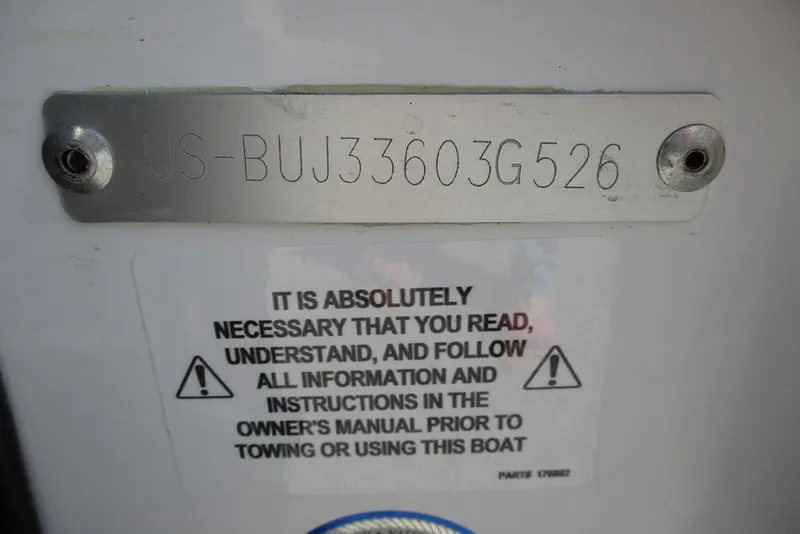 US-BUJ33603G526
IT IS ABSOLUTELY
NECESSARY THAT YOU READ,
UNDERSTAND, AND FOLLOW
ALL INFORMATION AND
INSTRUCTIONS IN THE
OWNER'S MANUAL PRIOR TO
TOWING OR USING THIS BOAT
PART#